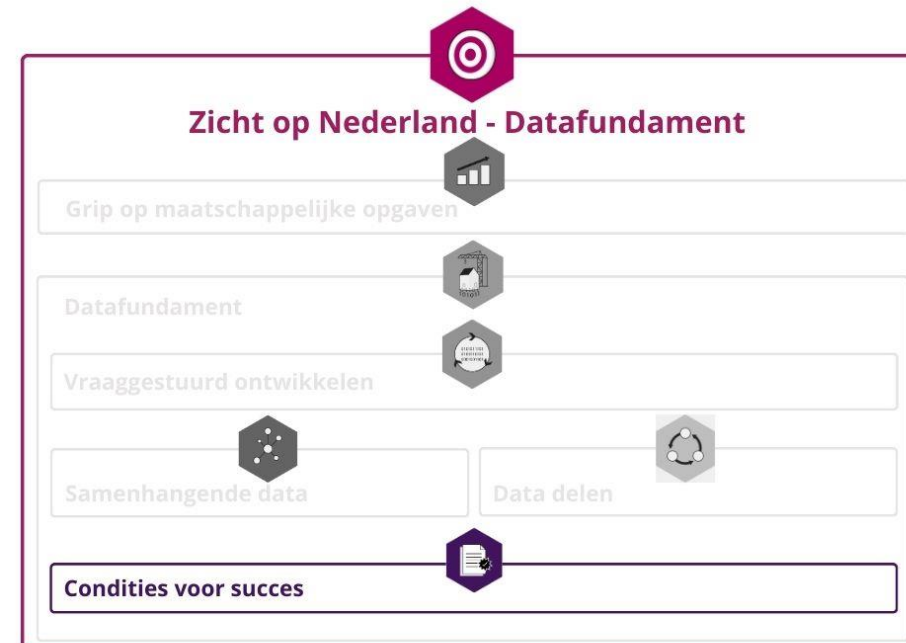 Zicht op Nederland - Datafundament
Grip op maatschappelijke opgaven
Datafundament
Vraaggestuurd ontwikkelen
Samenhangende data
Data delen
Condities voor succes